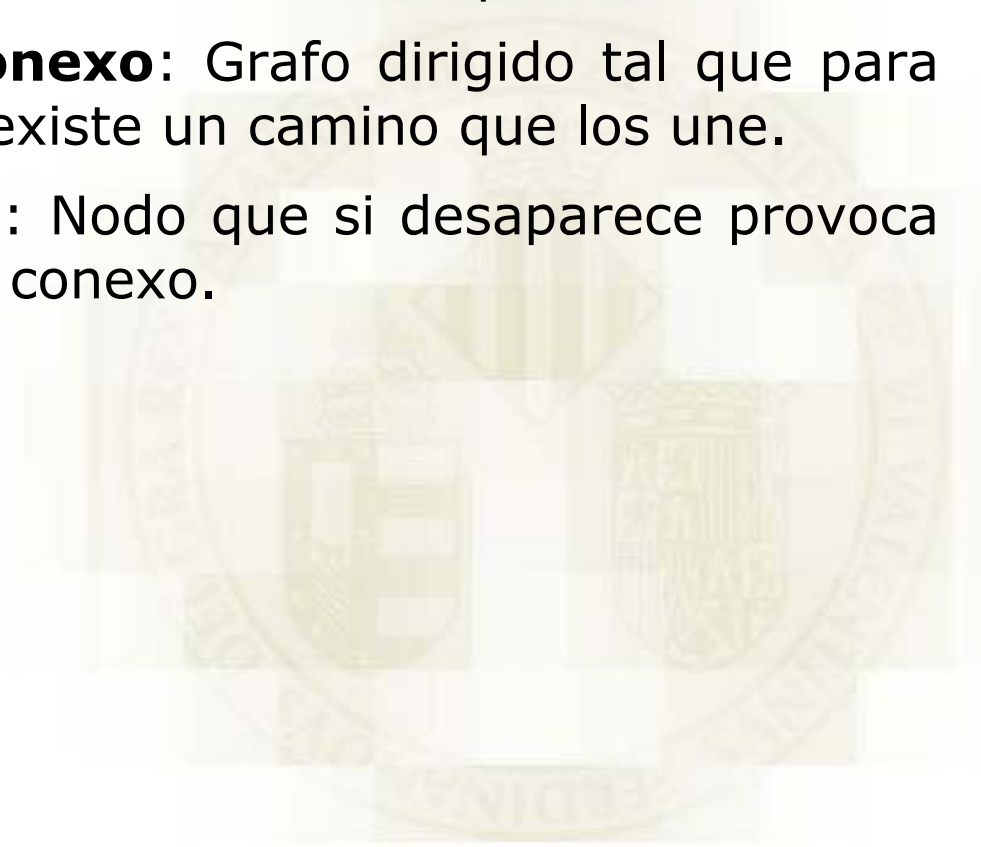 onexo: Grafo dirigido tal que para
existe un camino que los une.
: Nodo que si desaparece provoca
conexo.